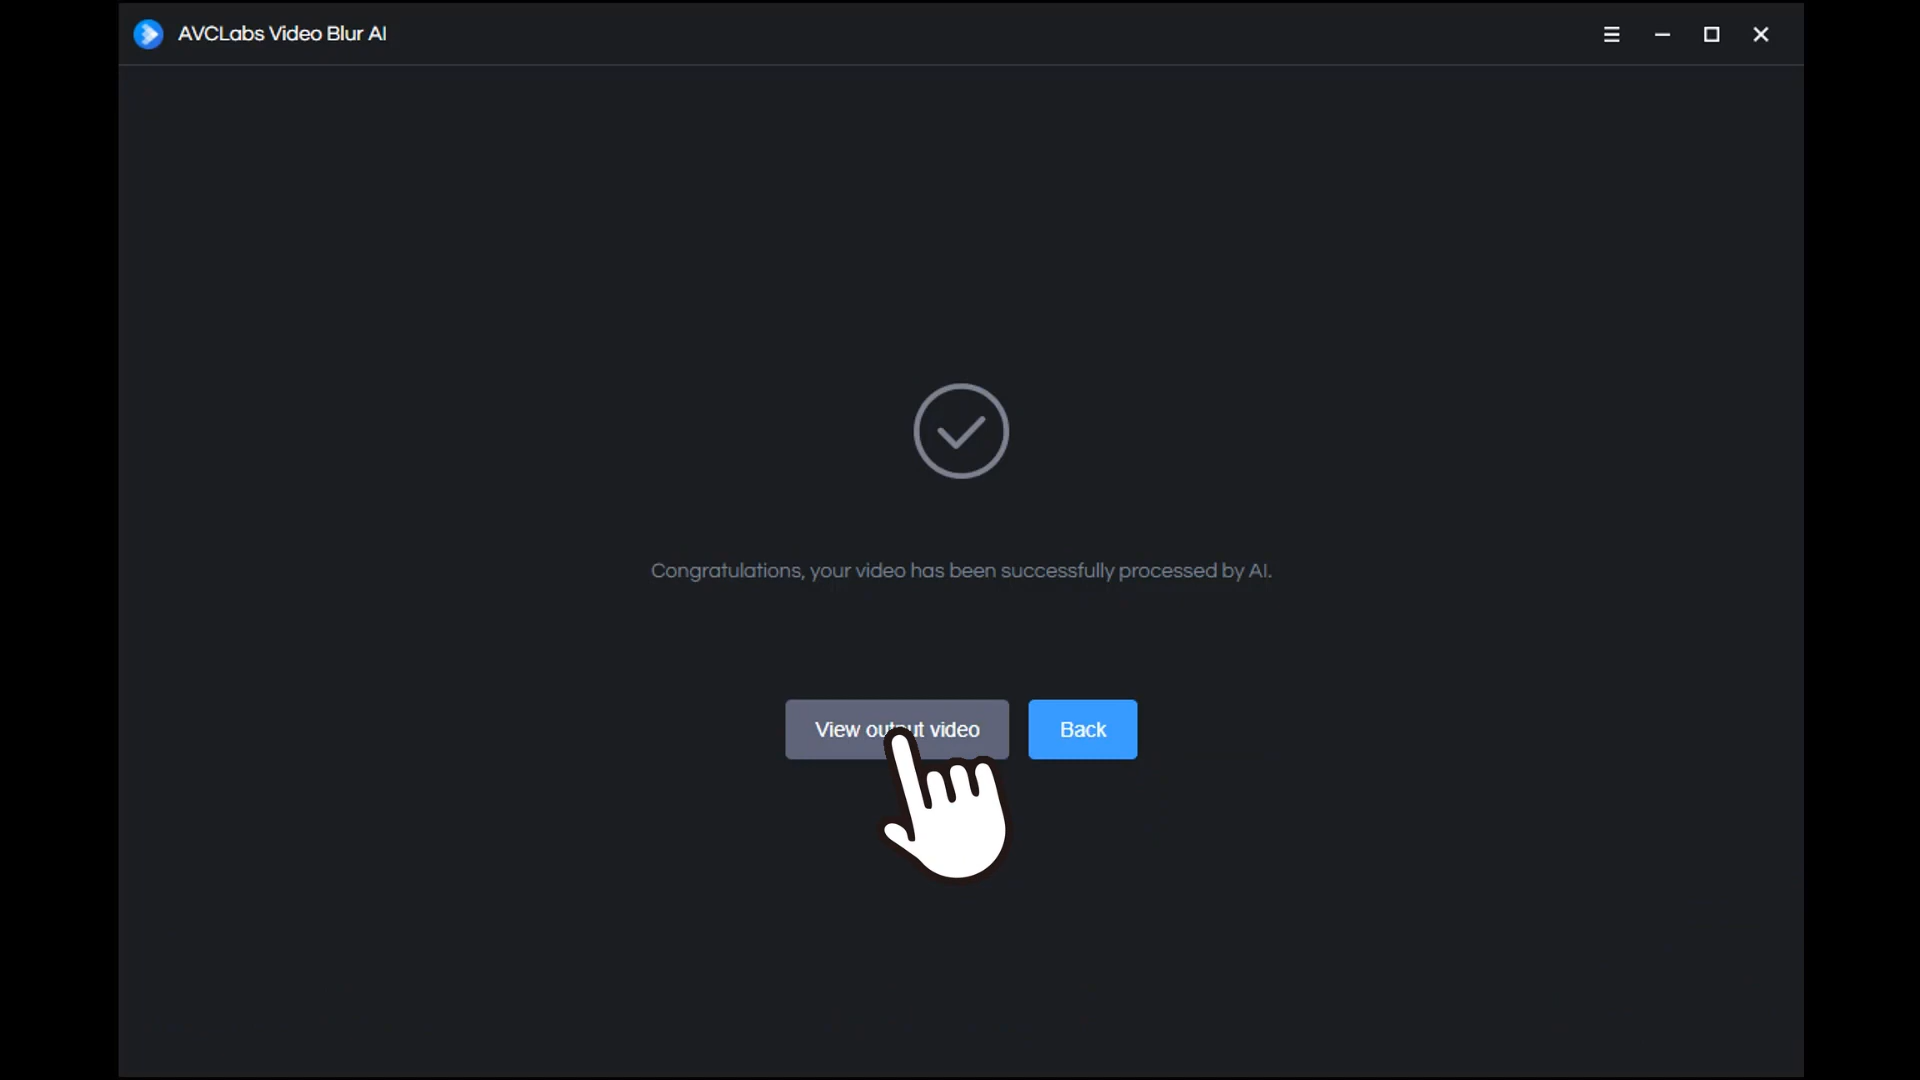 AVCLabs Video Blur AI
Congratulations, your video has been successfully processed by AI.
View output video
Back